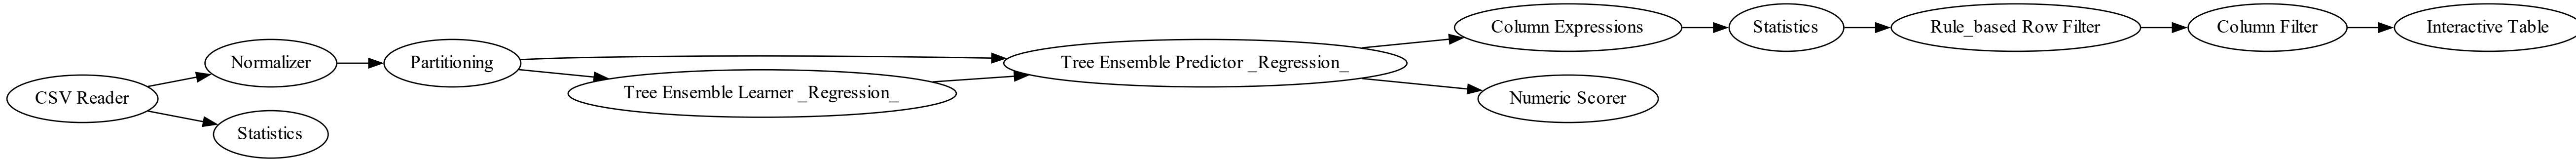 CSV Reader
Normalizer
Statistics
Partitioning
Tree Ensemble Learner _Regression_
Tree Ensemble Predictor _Regression_
Column Expressions
Numeric Scorer
Statistics
Rule_based Row Filter
Column Filter
Interactive Table